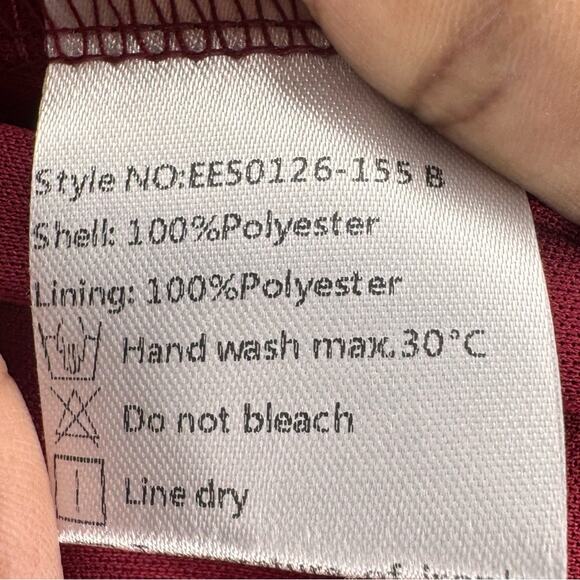 Style NO:EE50126-155 B
Shell: 100%Polyester
Lining: 100%Polyester
Hand wash max.30°C
Do not bleach
Line dry